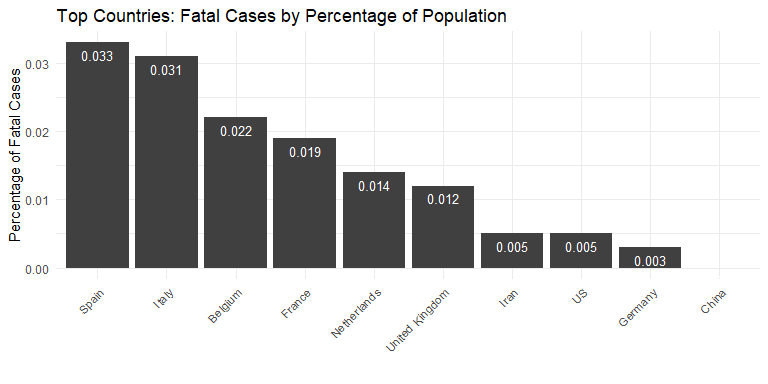 Top Countries: Fatal Cases by Percentage of Population
Percentage of Fatal Cases
0.03
0.02
0.01
0.00
0.033
0.031
0.022
0.019
0.014
0.012
0.005
0.005
0.003
Spain
Italy
Belgium
France
Netherlands
United Kingdom
Iran
US
Germany
China